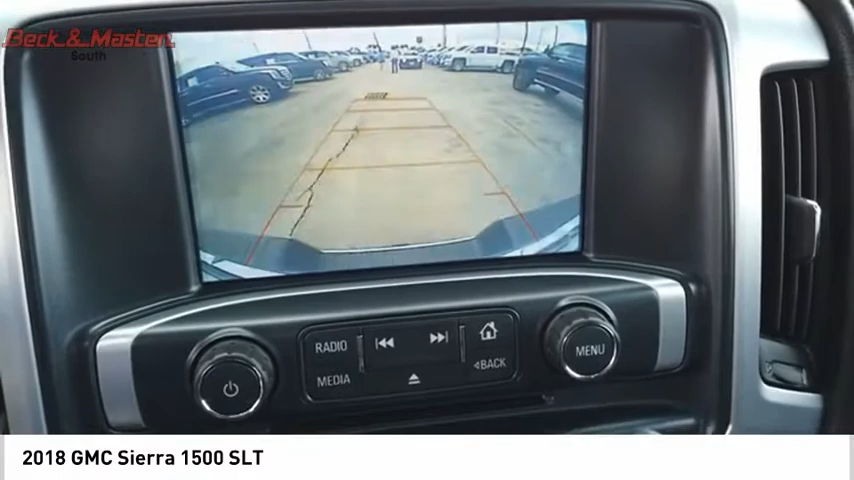 Beck & Masten
South
RADIO
MEDIA
BACK
MENU
2018 GMC Sierra 1500 SLT